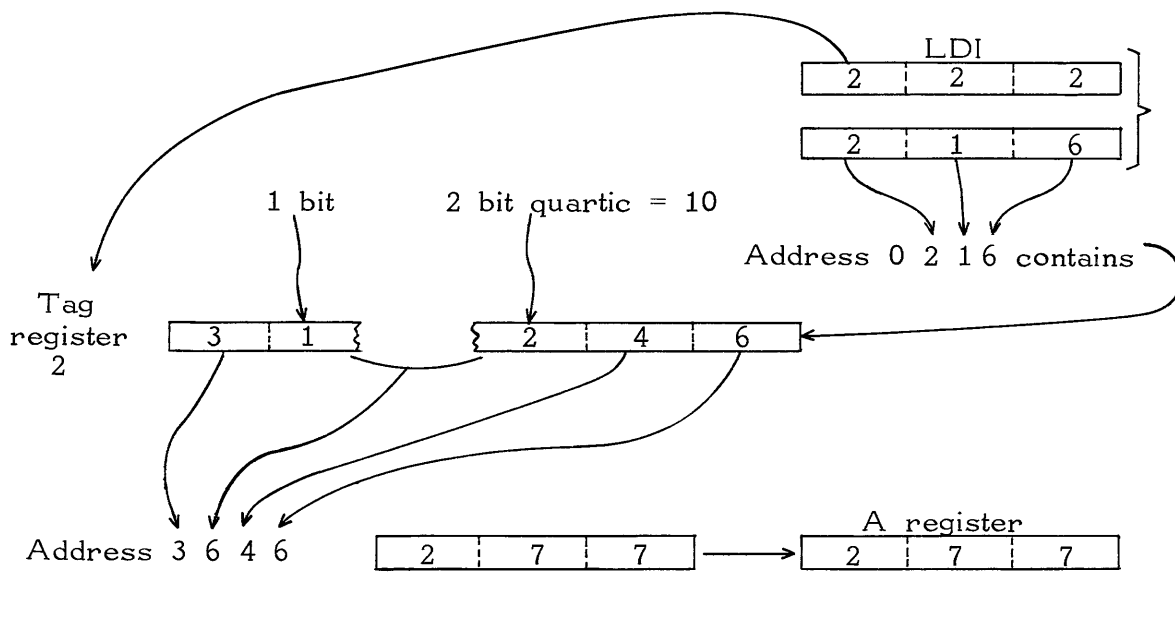 LDI
2 2 2
2 1 6
1 bit 2 bit quartic = 10
Address 0 2 1 6 contains
Tag
register
2
3 1 2 4 6
A register
Address 3 6 4 6 2 7 7 2 7 7